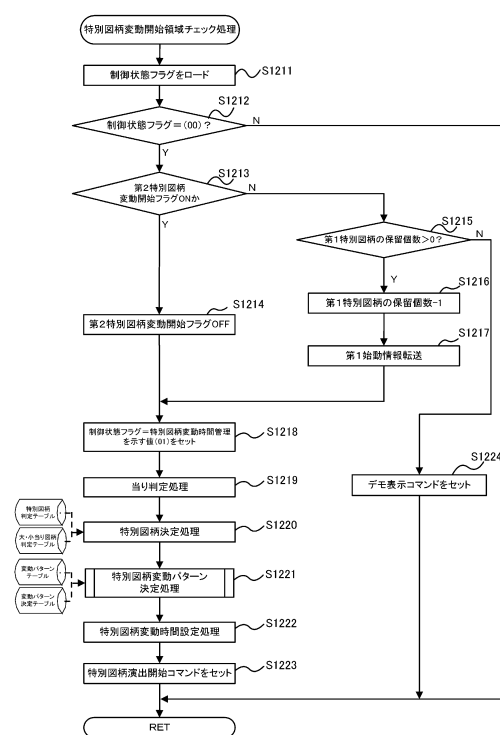 特別図柄変動開始領域チェック処理
制御状態フラグをロード
S1211
制御状態フラグ=(00)?
S1212
N
Y
第2特別図柄
変動開始フラグONか
S1213
N
Y
第1特別図柄の保留個数>0?
S1215
N
Y
第1特別図柄の保留個数-1
S1216
第2特別図柄変動開始フラグOFF
S1214
第1始動情報転送
S1217
制御状態フラグ=特別図柄変動時間管理
を示す値(01)をセット
S1218
当り判定処理
S1219
デモ表示コマンドをセット
S1224
特別図柄
判定テーブル
大・小当り図柄
判定テーブル
特別図柄決定処理
S1220
変動パターン
テーブル
変動パターン
決定テーブル
特別図柄変動パターン
決定処理
S1221
特別図柄変動時間設定処理
S1222
特別図柄演出開始コマンドをセット
S1223
RET